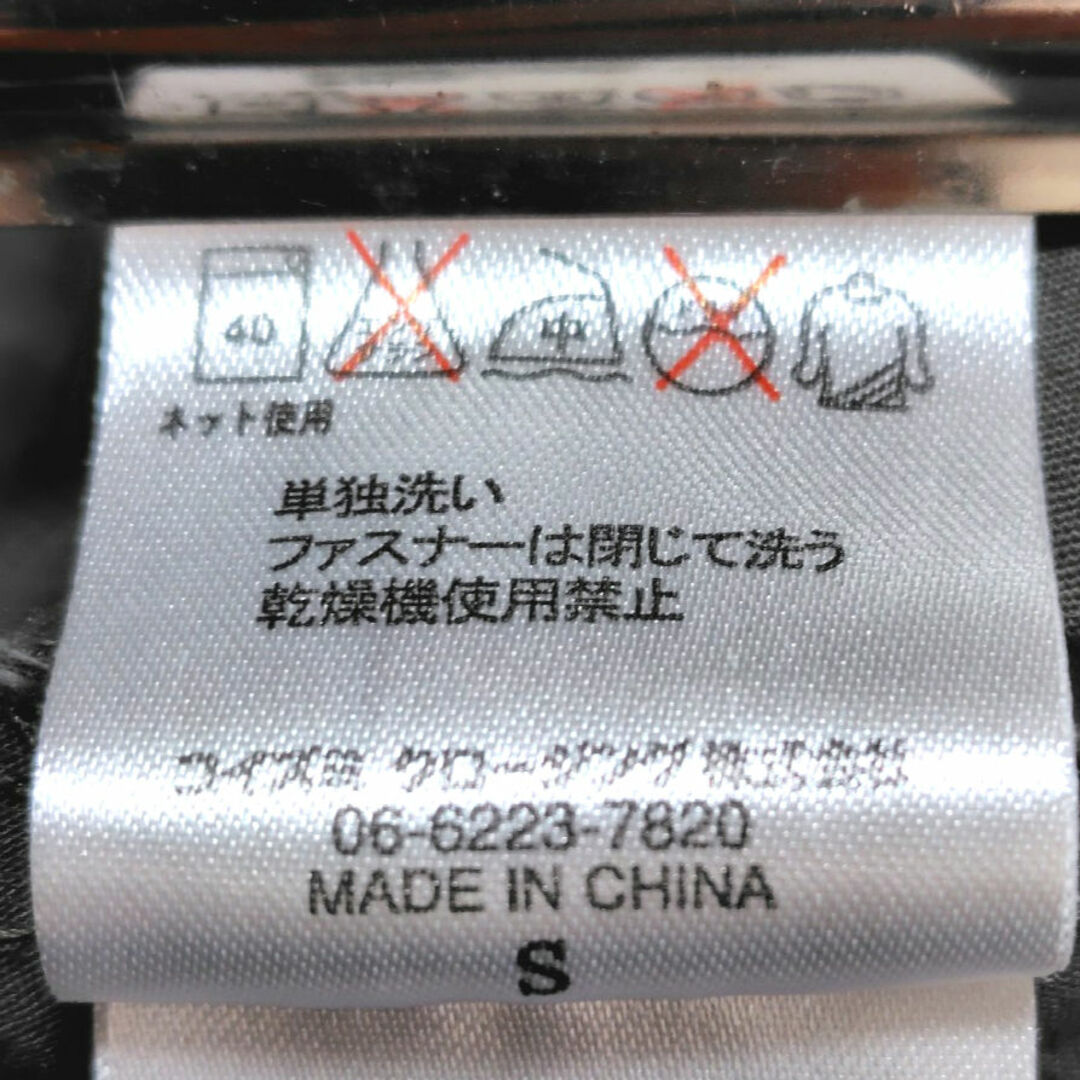 40
中
ネット使用
単独洗い
ファスナーは閉じて洗う
乾燥機使用禁止
06-6223-7820
MADE IN CHINA
S